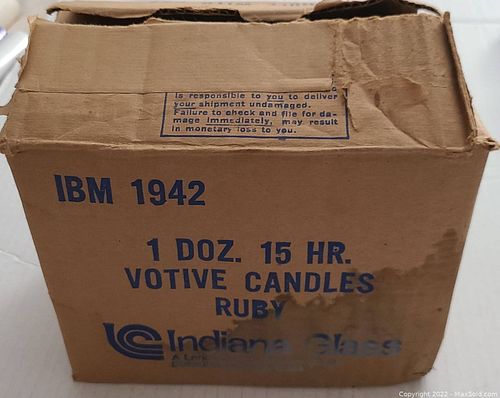 is responsible to you to deliver
your shipment undamaged.
Failure to check and file for da-
mage immediately, may result
in monetary loss to you.
IBM 1942
1 DOZ. 15 HR.
VOTIVE CANDLES
RUBY
Indiana Glass
A
Copyright 2022 - MaxSold.com